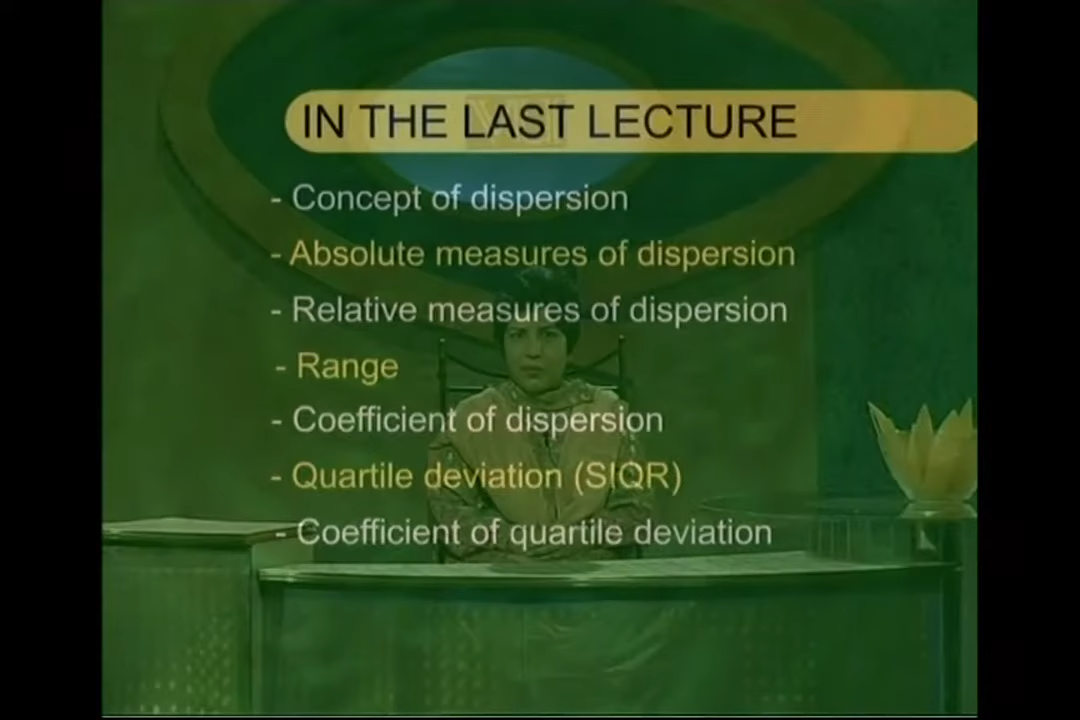 IN THE LAST LECTURE
- Concept of dispersion
- Absolute measures of dispersion
- Relative measures of dispersion
- Range
- Coefficient of dispersion
- Quartile deviation (SIQR)
- Coefficient of quartile deviation